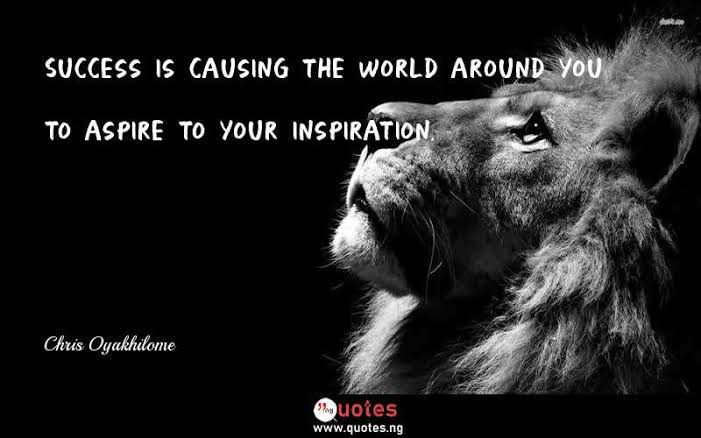 SUCCESS IS CAUSING THE WORLD AROUND YOU
TO ASPIRE TO YOUR INSPIRATION.
Chris Oyakhilome
Quotes
www.quotes.ng